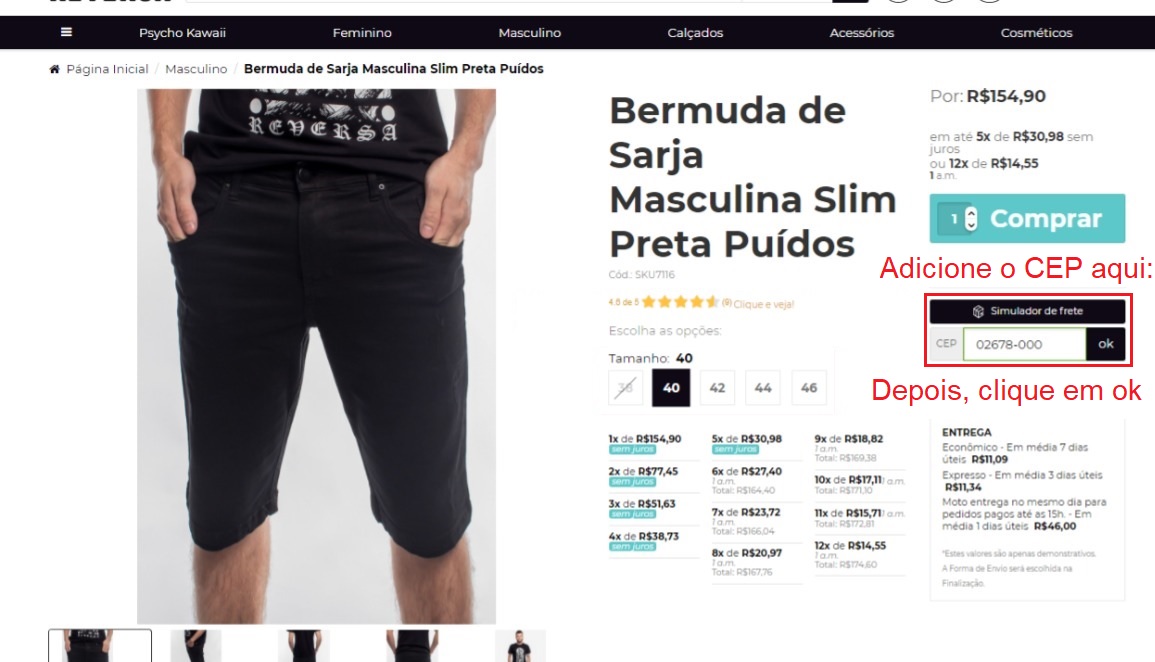 Psycho Kawaii
Feminino
Masculino
Calçados
Acessórios
Cosméticos
Página Inicial / Masculino / Bermuda de Sarja Masculina Slim Preta Puídos
REVERSA
Bermuda de
Sarja
Masculina Slim
Preta Puídos
Cód.: SKU7116
4.8 de 5 (9) Clique e veja!
Escolha as opções:
Tamanho: 40
38
40
42
44
46
1x de R$154,90
sem juros
2x de R$77,45
sem juros
3x de R$51,63
sem juros
4x de R$38,73
sem juros
5x de R$30,98
sem juros
6x de R$27,40
1 a.m.
Total: R$164,40
7x de R$23,72
1 a.m.
Total: R$166,04
8x de R$20,97
1 a.m.
Total: R$167,76
9x de R$18,82
1 a.m.
Total: R$169,38
10x de R$17,11 1 a.m.
Total: R$171,10
11x de R$15,71 1 a.m.
Total: R$172,81
12x de R$14,55
1 a.m.
Total: R$174,60
Por: R$154,90
em até 5x de R$30,98 sem
juros
ou 12x de R$14,55
1 a.m.
1 Comprar
Adicione o CEP aqui:
Simulador de frete
CEP 02678-000 ok
Depois, clique em ok
ENTREGA
Econômico - Em média 7 dias
úteis R$11,09
Expresso - Em média 3 dias úteis
R$11,34
Moto entrega no mesmo dia para
pedidos pagos até as 15h. - Em
média 1 dias úteis R$46,00
*Estes valores são apenas demonstrativos.
A Forma de Envio será escolhida na
Finalização.